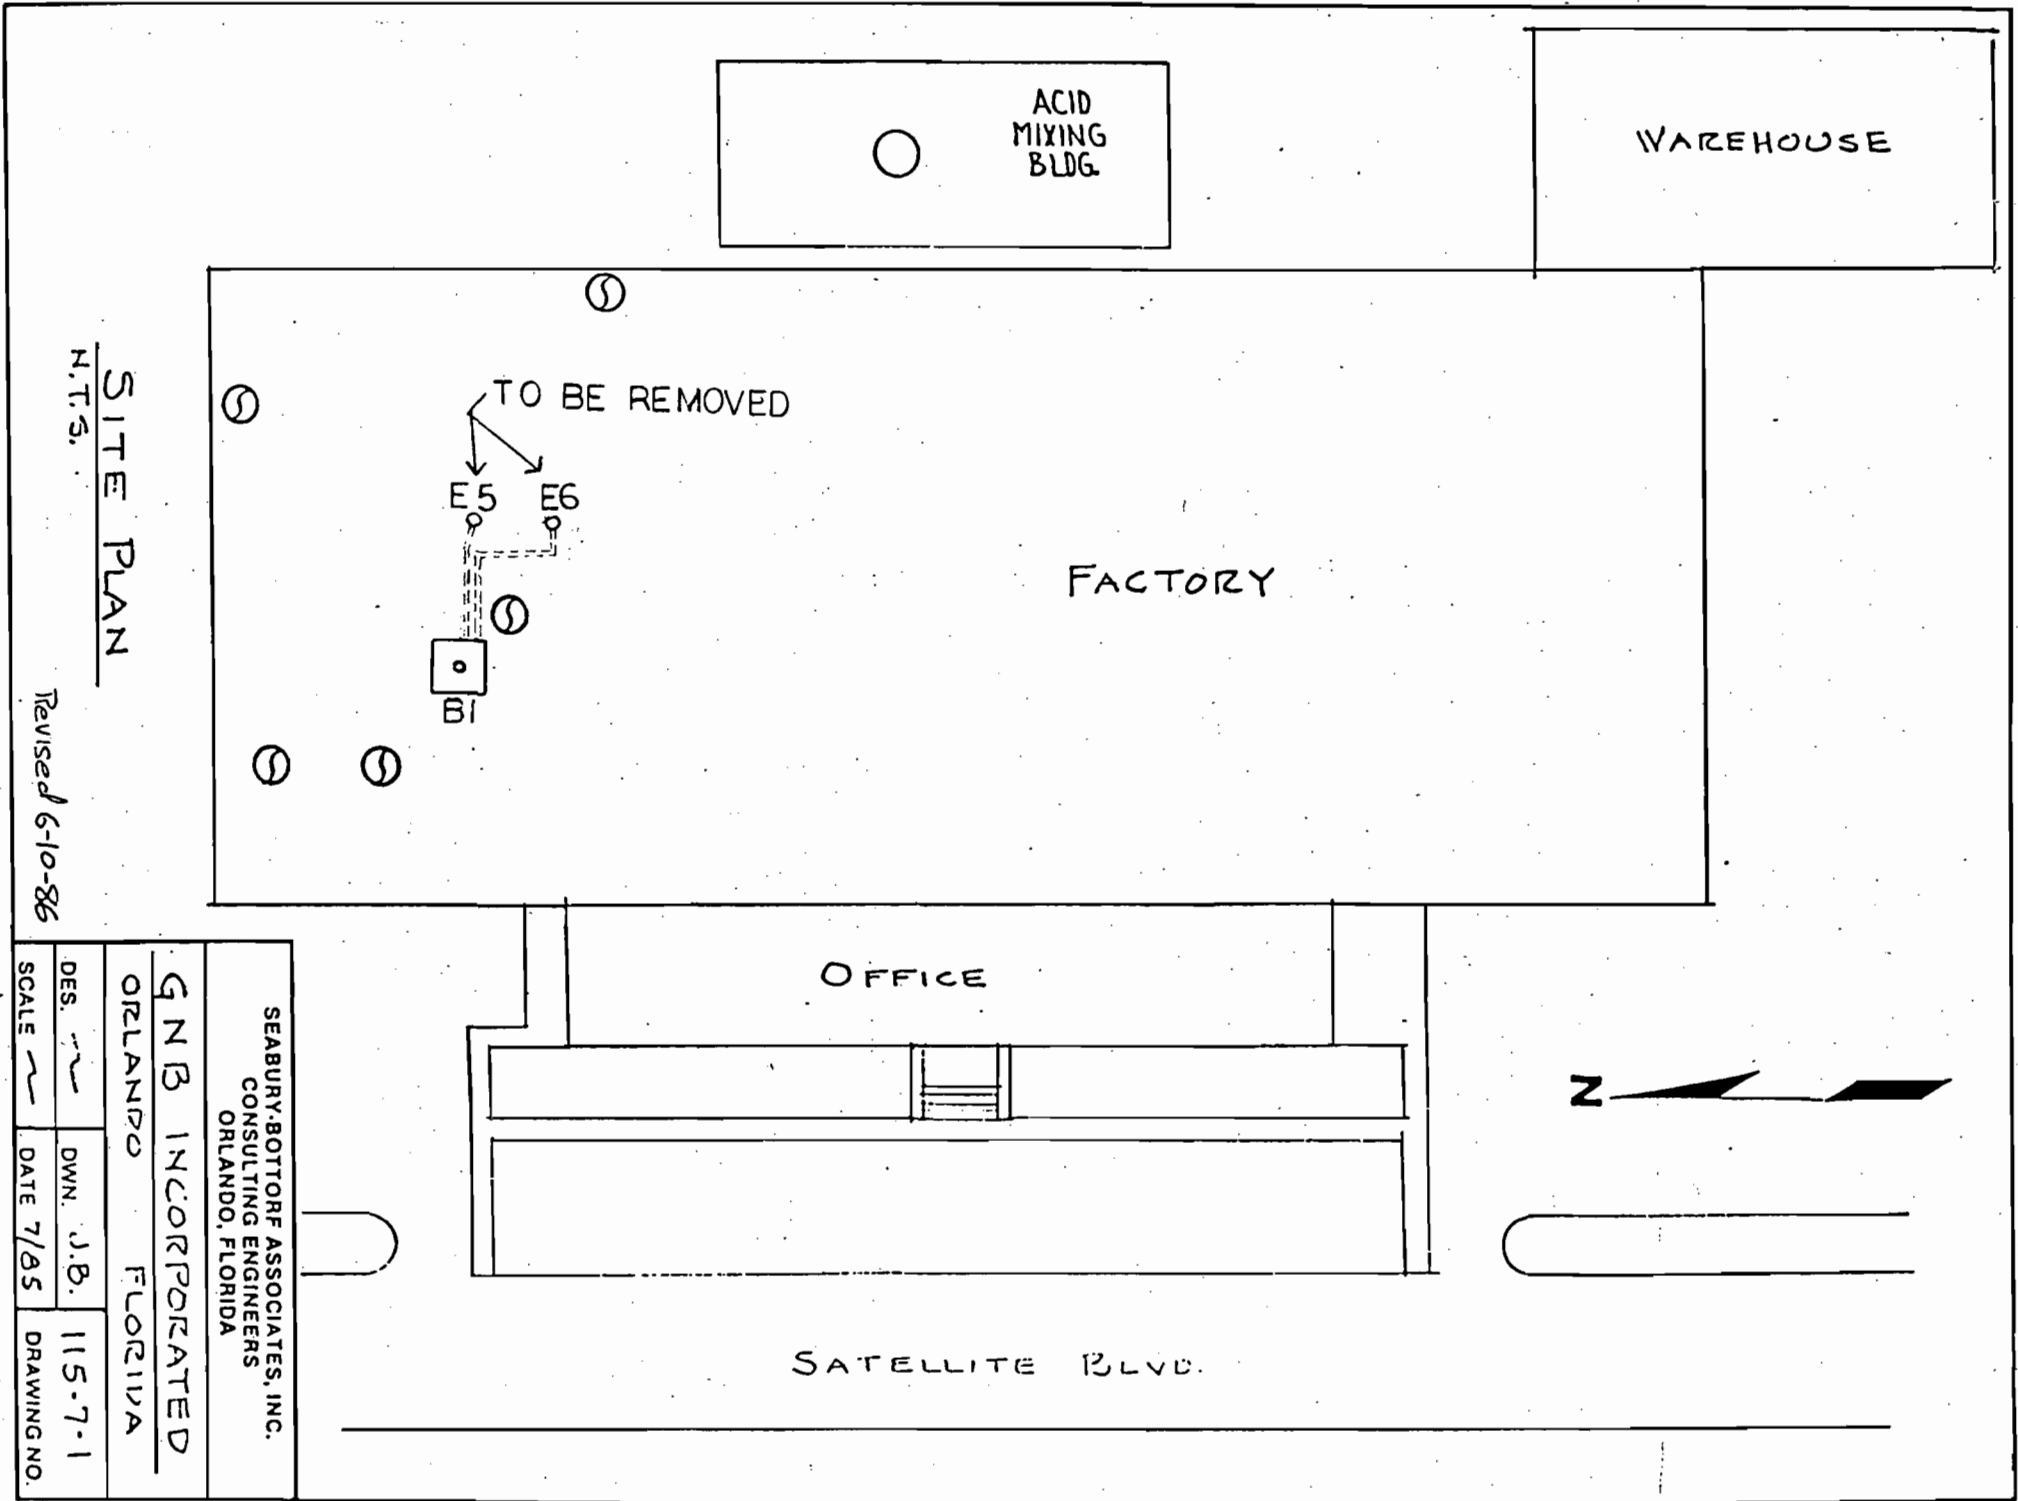 ACID
MIXING
BLDG.
WAREHOUSE
TO BE REMOVED
E5 E6
B1
FACTORY
OFFICE
N
SATELLITE BLVD.
SITE PLAN
N.T.S.
Revised 6-10-86
SEABURY-BOTTORF ASSOCIATES, INC.
CONSULTING ENGINEERS
ORLANDO, FLORIDA
GNB INCORPORATED
ORLANDO FLORIDA
DES. ~ DWN. J.B. 115-7-1
SCALE ~ DATE 7/85 DRAWING NO.